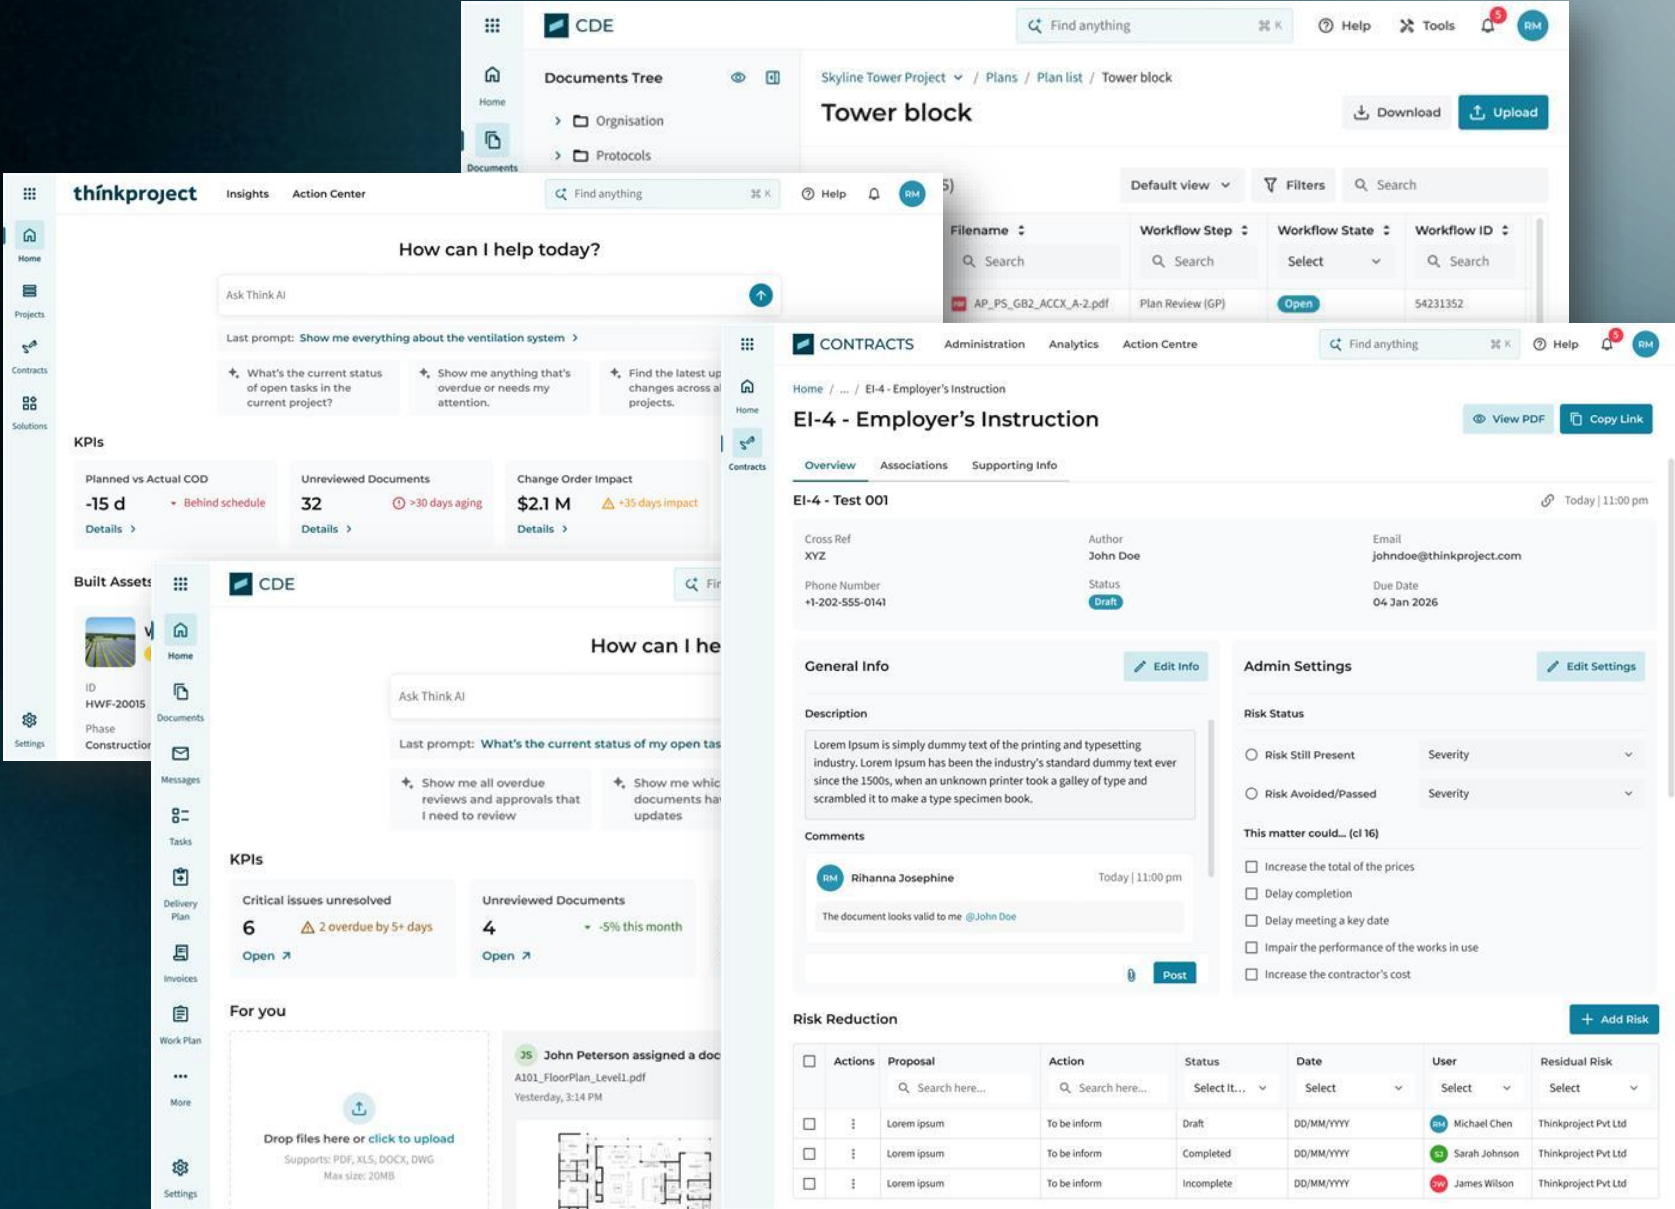 CDE
Find anything
⌘ K
Help
Tools
5
RM
Home
Documents
Documents Tree
Orgnisation
Protocols
Skyline Tower Project / Plans / Plan list / Tower block
Tower block
Download
Upload
Default view
Filters
Search
Filename
Workflow Step
Workflow State
Workflow ID
Search
Search
Select
Search
AP_PS_GB2_ACCX_A-2.pdf
Plan Review (GP)
Open
54231352
thinkproject
Insights
Action Center
Find anything
⌘ K
Help
RM
Home
Projects
Contracts
Solutions
Settings
How can I help today?
Ask Think AI
Last prompt: Show me everything about the ventilation system
What's the current status
of open tasks in the
current project?
Show me anything that's
overdue or needs my
attention.
Find the latest
changes across
projects.
KPIs
Planned vs Actual COD
-15 d
Behind schedule
Details
Unreviewed Documents
32
>30 days aging
Details
Change Order Impact
$2.1 M
+35 days impact
Details
Built Assets
ID
HWF-20015
Phase
Construction
CDE
Home
Documents
Messages
Tasks
Delivery
Plan
Invoices
Work Plan
More
Settings
How can I
Ask Think AI
Last prompt: What's the current status of my open
Show me all overdue
reviews and approvals that
I need to review
Show me
documents
updates
KPIs
Critical issues unresolved
6
2 overdue by 5+ days
Open
Unreviewed Documents
4
-5% this month
Open
For you
Drop files here or click to upload
Supports: PDF, XLS, DOCX, DWG
Max size: 20MB
JS
John Peterson assigned a
A101_FloorPlan_Level1.pdf
Yesterday, 3:14 PM
CONTRACTS
Administration
Analytics
Action Centre
Find anything
⌘ K
Help
5
RM
Home
Contracts
Home / ... / EI-4 - Employer's Instruction
EI-4 - Employer's Instruction
View PDF
Copy Link
Overview
Associations
Supporting Info
EI-4 - Test 001
Today | 11:00 pm
Cross Ref
XYZ
Author
John Doe
Email
johndoe@thinkproject.com
Phone Number
+1-202-555-0141
Status
Draft
Due Date
04 Jan 2026
General Info
Edit Info
Description
Lorem Ipsum is simply dummy text of the printing and typesetting
industry. Lorem Ipsum has been the industry's standard dummy text ever
since the 1500s, when an unknown printer took a galley of type and
scrambled it to make a type specimen book.
Comments
RM
Rihanna Josephine
Today | 11:00 pm
The document looks valid to me @John Doe
Post
Admin Settings
Edit Settings
Risk Status
Risk Still Present
Severity
Risk Avoided/Passed
Severity
This matter could... (cl 16)
Increase the total of the prices
Delay completion
Delay meeting a key date
Impair the performance of the works in use
Increase the contractor's cost
Risk Reduction
+ Add Risk
Actions
Proposal
Action
Status
Date
User
Residual Risk
Search here...
Search here...
Select It...
Select
Select
Select
Lorem ipsum
To be inform
Draft
DD/MM/YYYY
RM
Michael Chen
Thinkproject Pvt Ltd
Lorem ipsum
To be inform
Completed
DD/MM/YYYY
SJ
Sarah Johnson
Thinkproject Pvt Ltd
Lorem ipsum
To be inform
Incomplete
DD/MM/YYYY
JW
James Wilson
Thinkproject Pvt Ltd